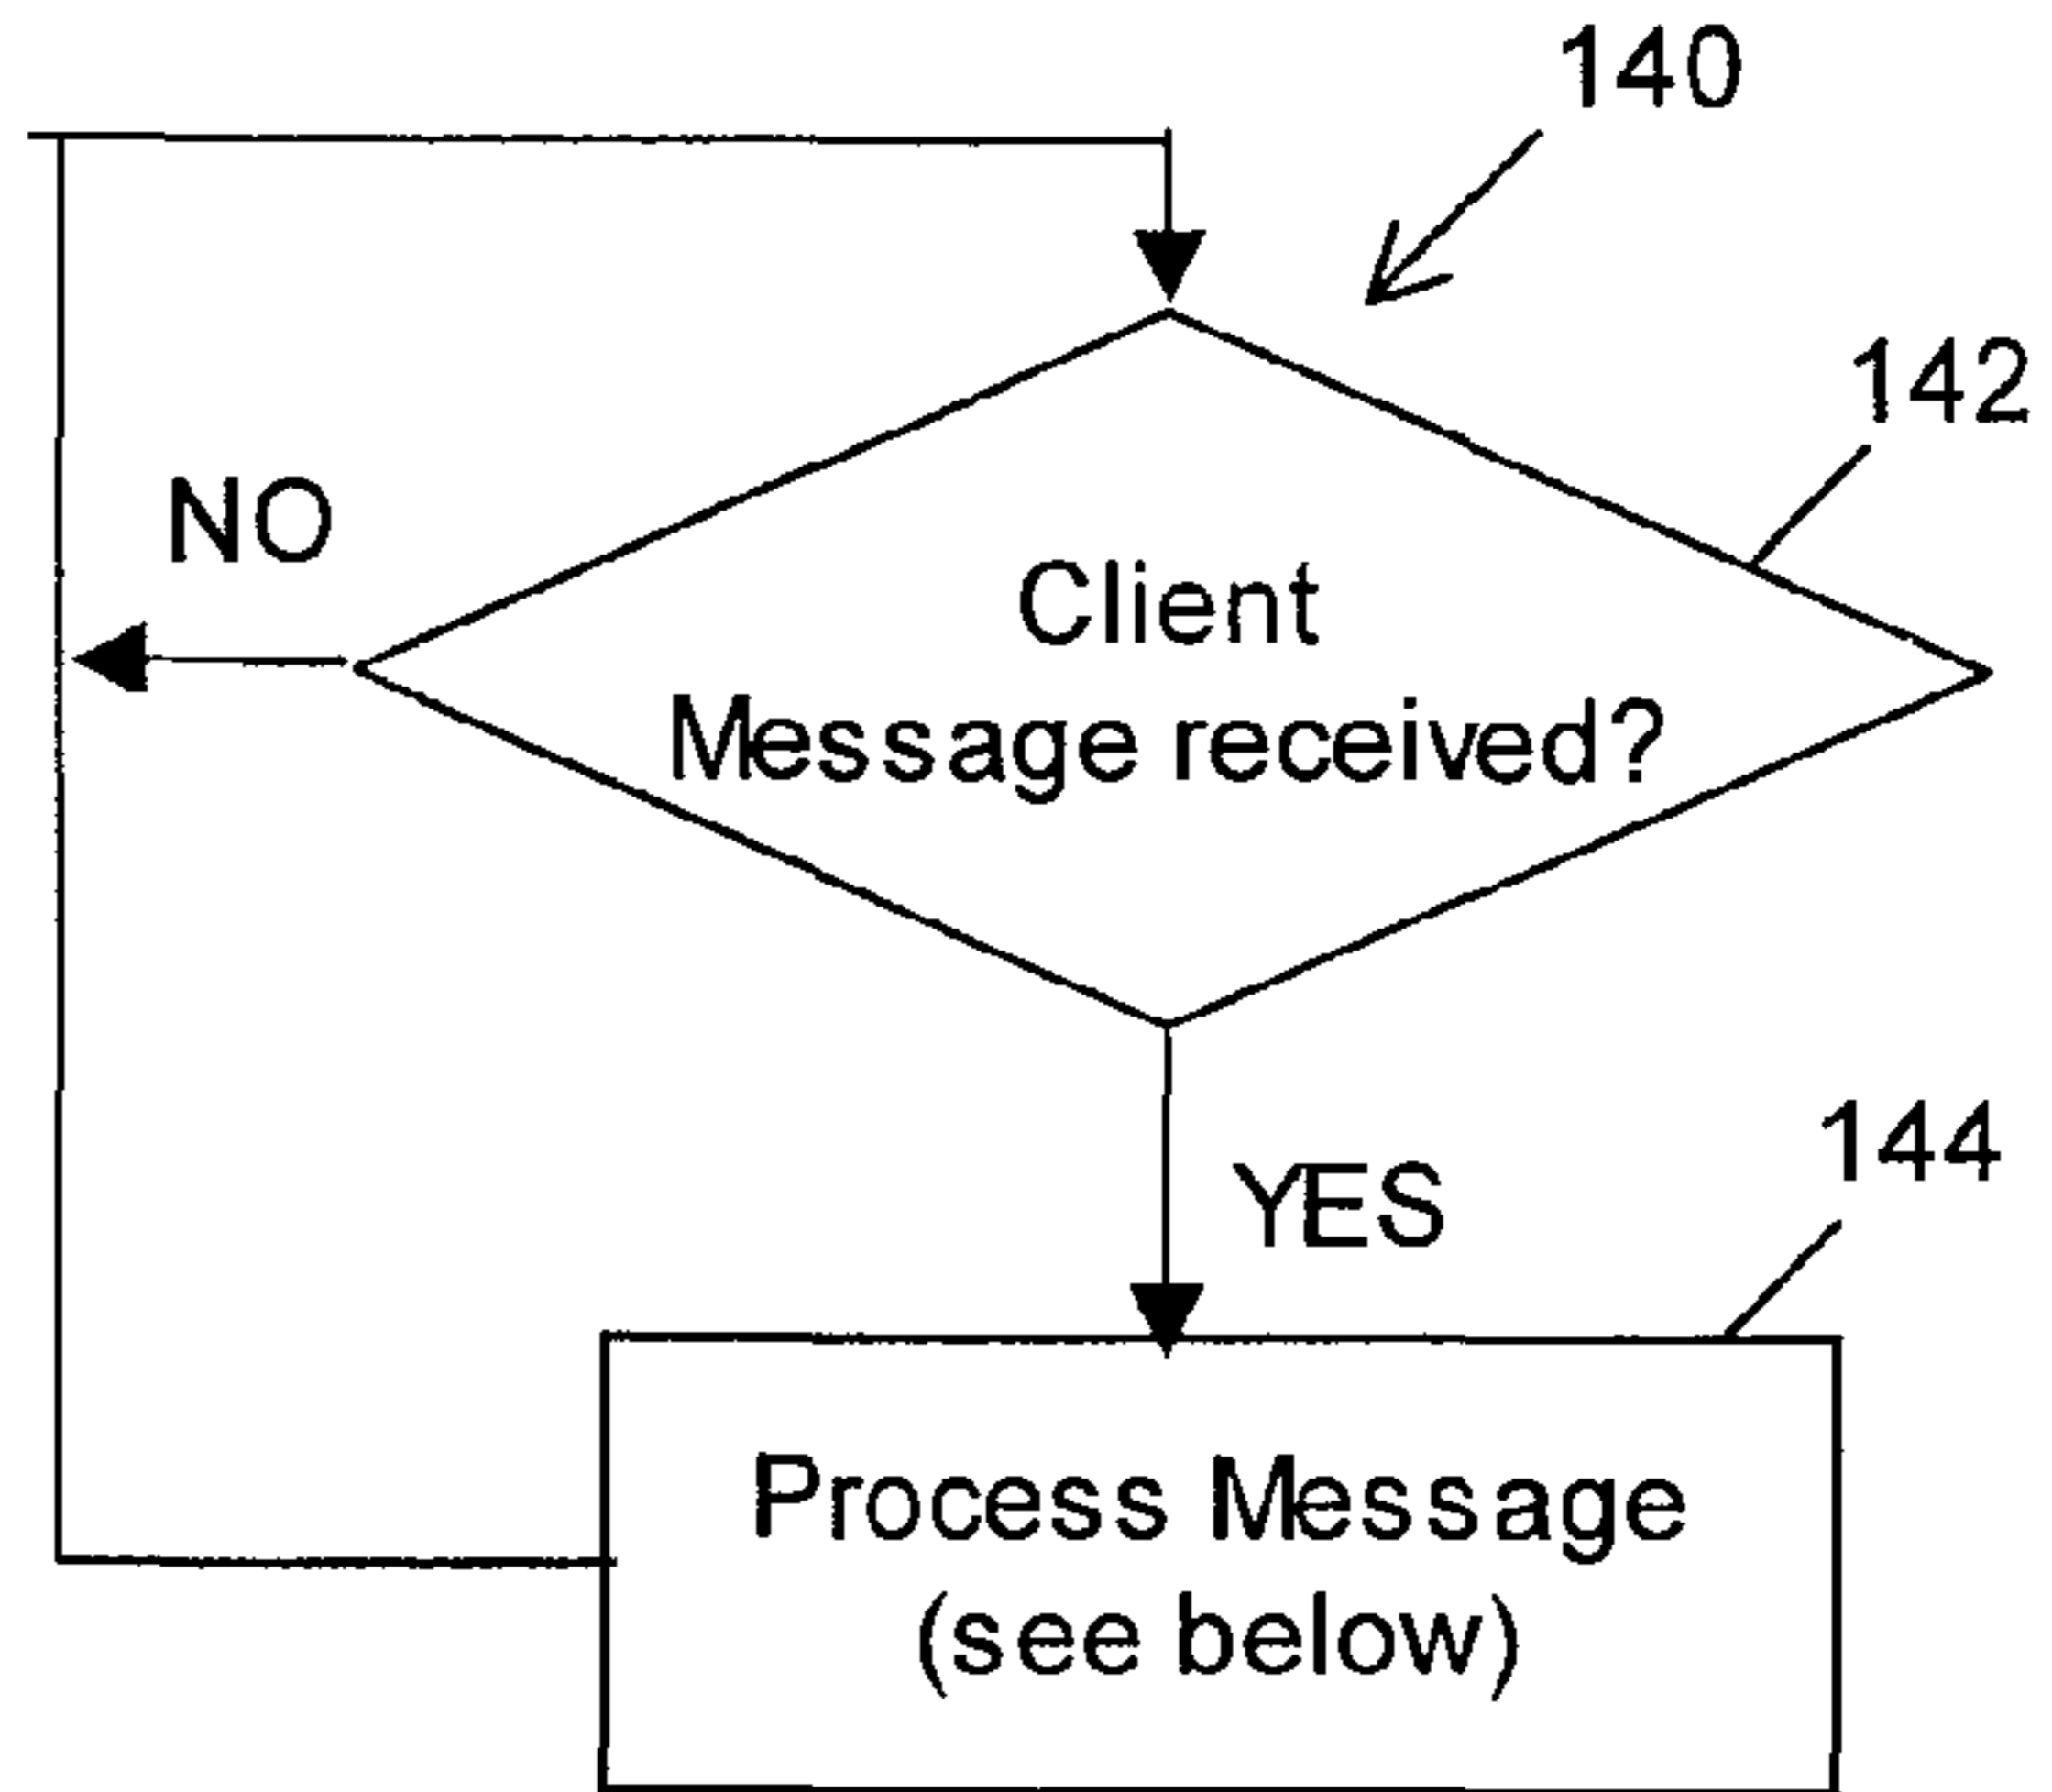 140
142
NO
Client
Message received?
144
YES
Process Message
(see below)